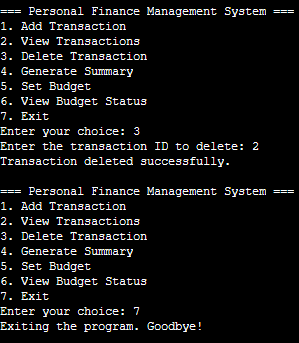 === Personal Finance Management System ===
1. Add Transaction
2. View Transactions
3. Delete Transaction
4. Generate Summary
5. Set Budget
6. View Budget Status
7. Exit
Enter your choice: 3
Enter the transaction ID to delete: 2
Transaction deleted successfully.

=== Personal Finance Management System ===
1. Add Transaction
2. View Transactions
3. Delete Transaction
4. Generate Summary
5. Set Budget
6. View Budget Status
7. Exit
Enter your choice: 7
Exiting the program. Goodbye!